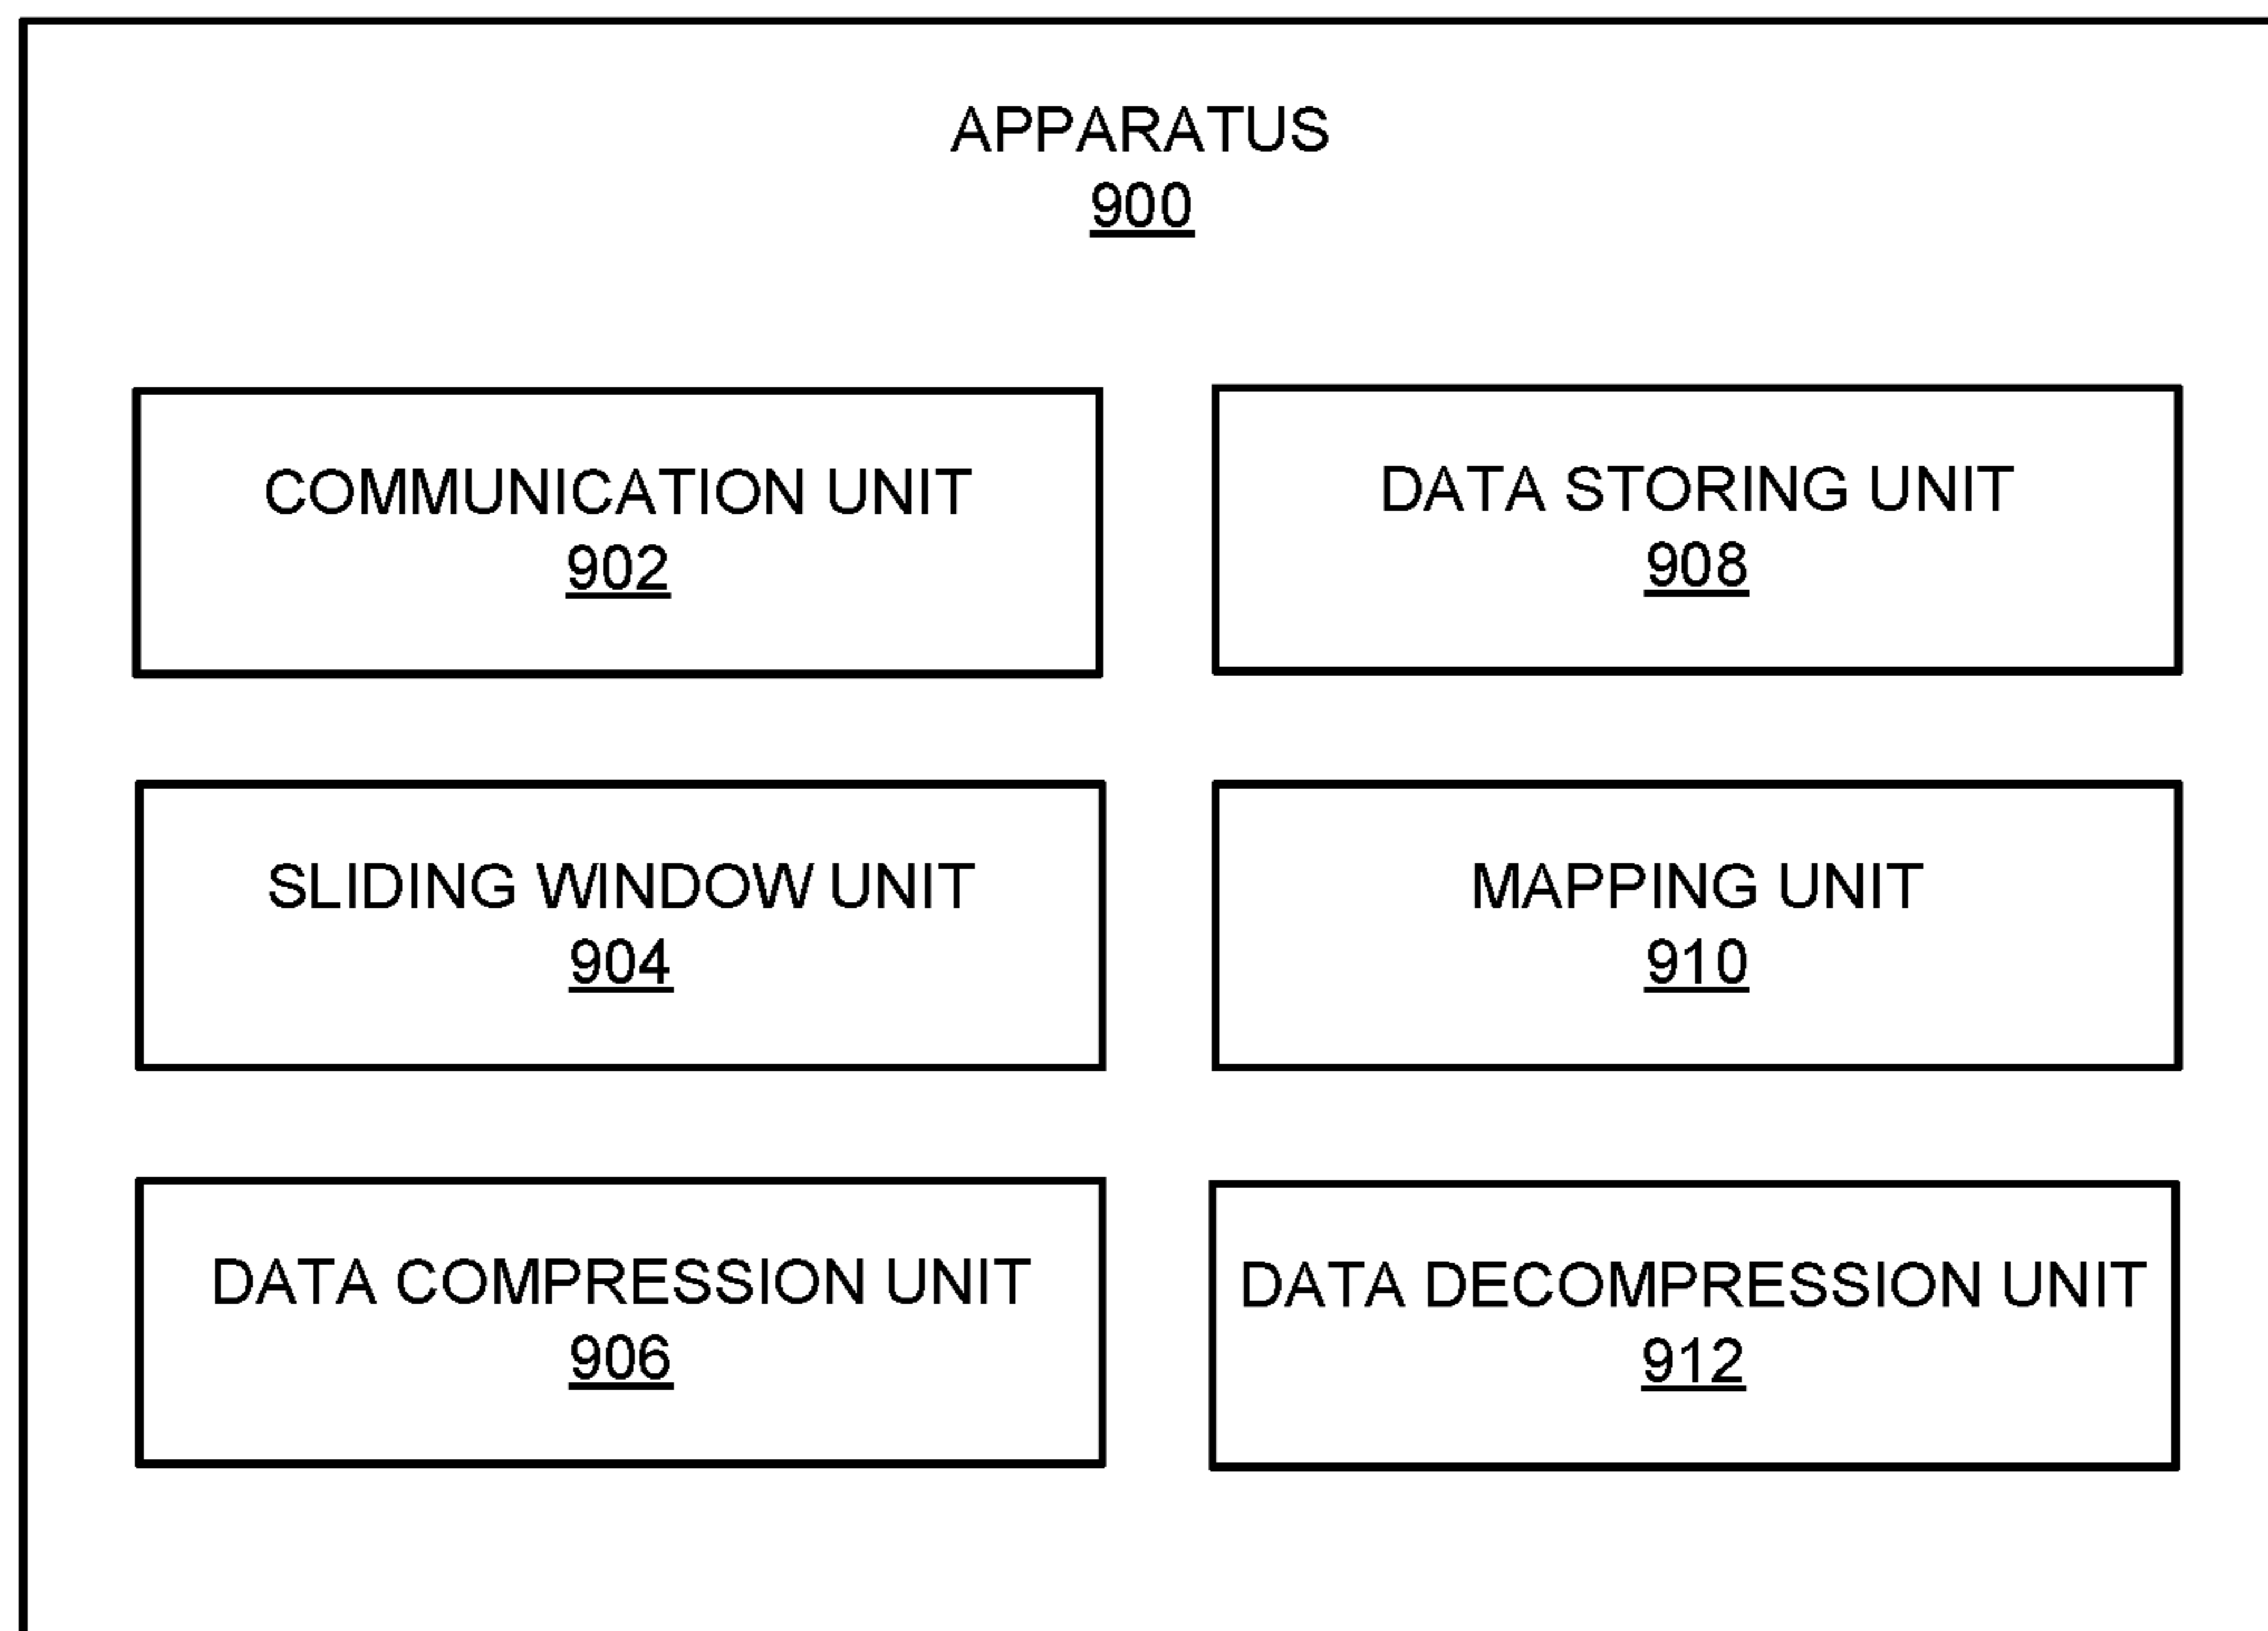 APPARATUS
900
COMMUNICATION UNIT
902
DATA STORING UNIT
908
SLIDING WINDOW UNIT
904
MAPPING UNIT
910
DATA COMPRESSION UNIT
906
DATA DECOMPRESSION UNIT
912